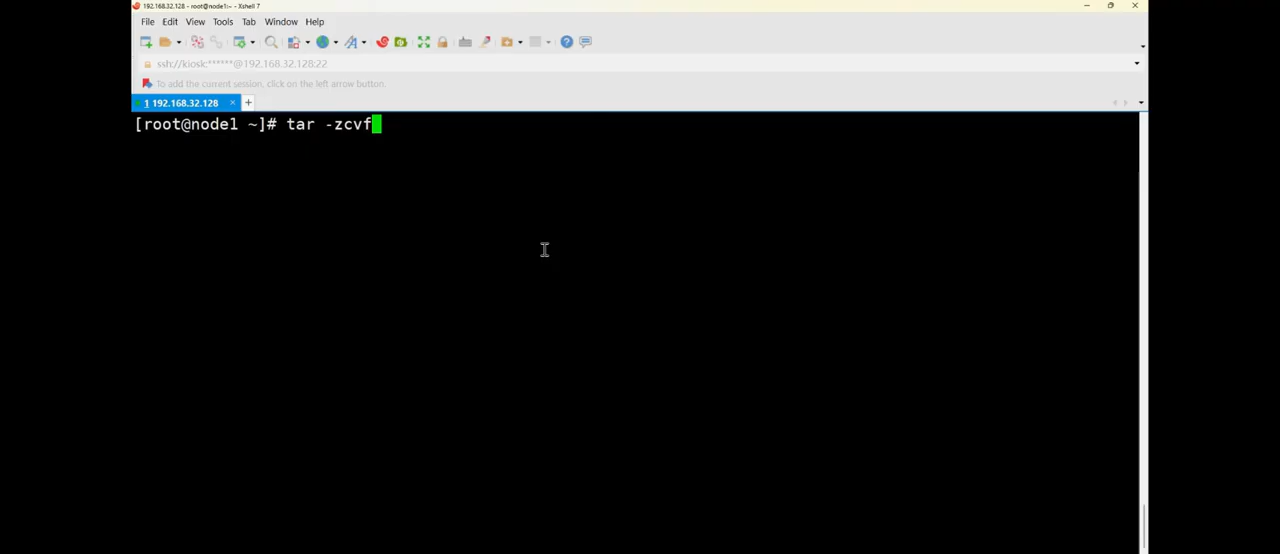 192.168.32.128 - root@node1:~ - Xshell 7
File Edit View Tools Tab Window Help
ssh://kiosk:******@192.168.32.128:22
To add the current session, click on the left arrow button.
1 192.168.32.128 × +
[root@node1 ~]# tar -zcvf